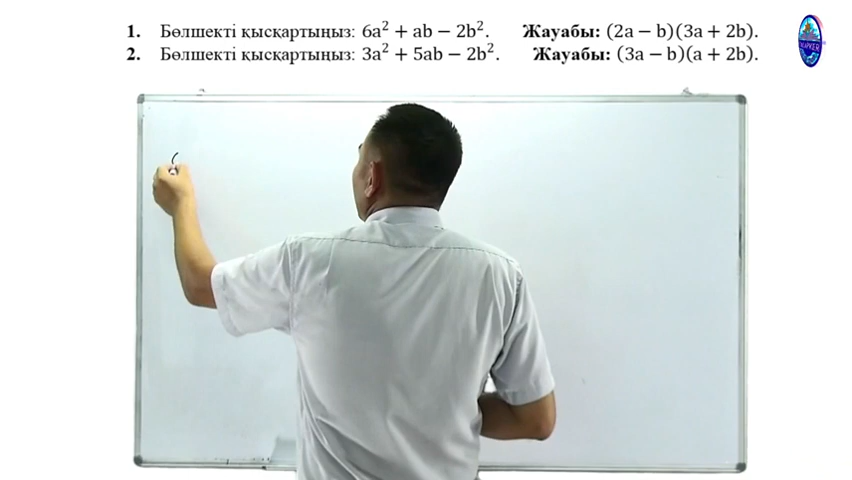 1. Бөлшекті қысқартыңыз: 6a² + ab − 2b². Жауабы: (2a − b)(3a + 2b).
2. Бөлшекті қысқартыңыз: 3a² + 5ab − 2b². Жауабы: (3a − b)(a + 2b).